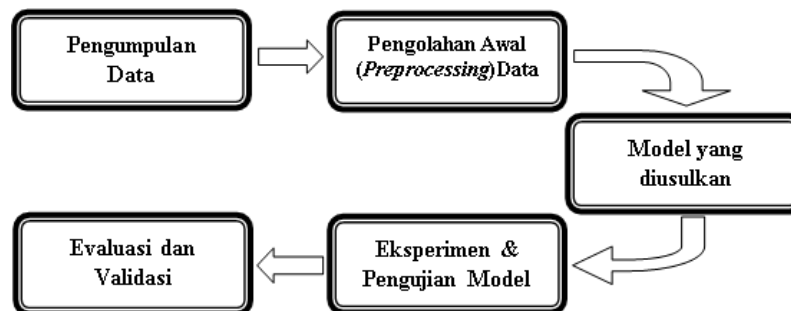 Pengumpulan
Data
Pengolahan Awal
(Preprocessing)Data
Model yang
diusulkan
Eksperimen &
Pengujian Model
Evaluasi dan
Validasi